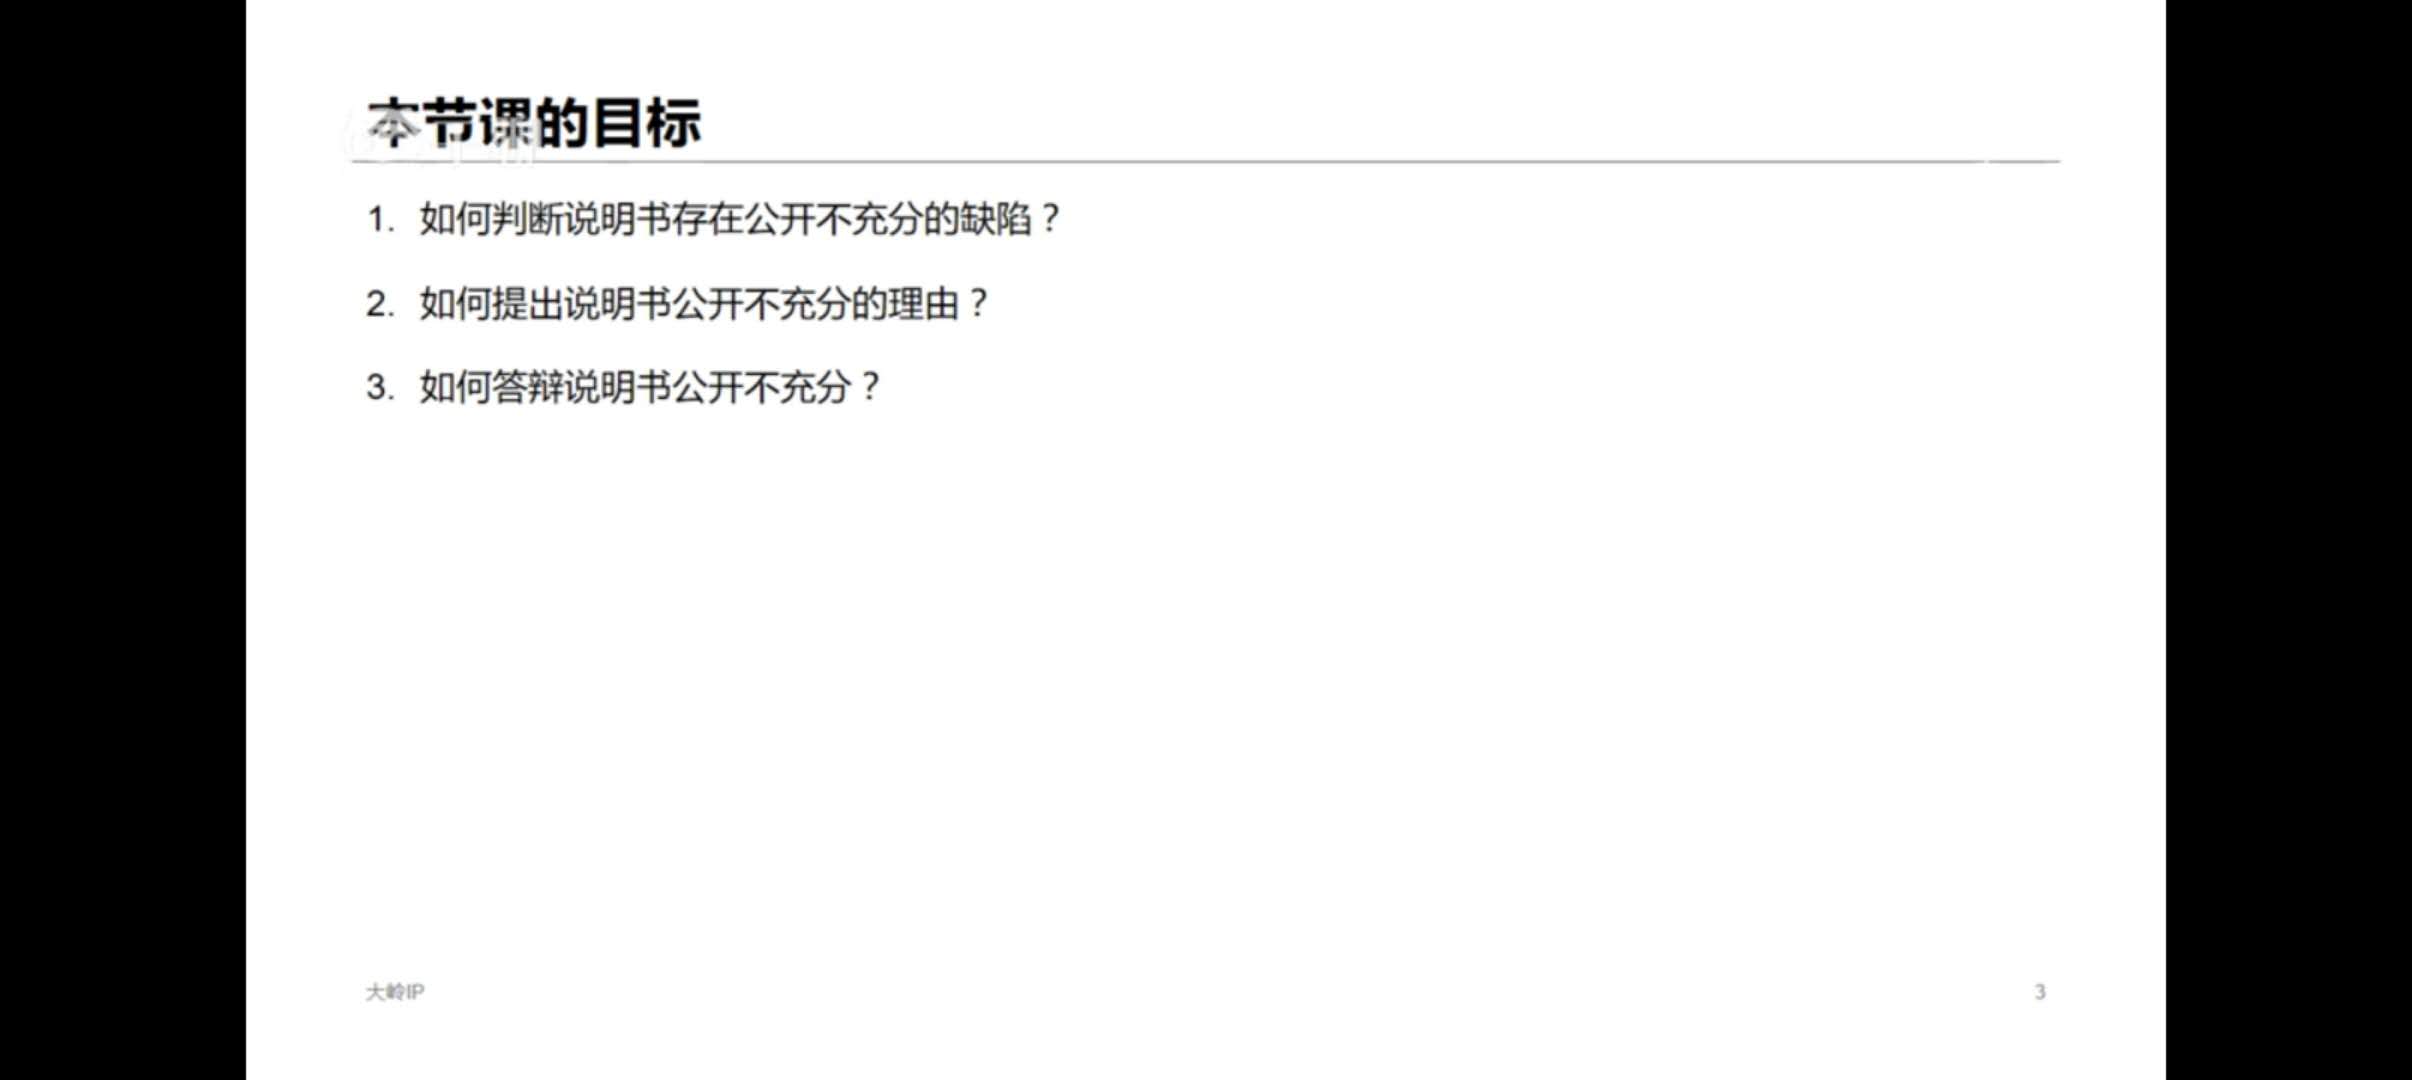 本节课的目标
1. 如何判断说明书存在公开不充分的缺陷？
2. 如何提出说明书公开不充分的理由？
3. 如何答辩说明书公开不充分？
大岭IP
3